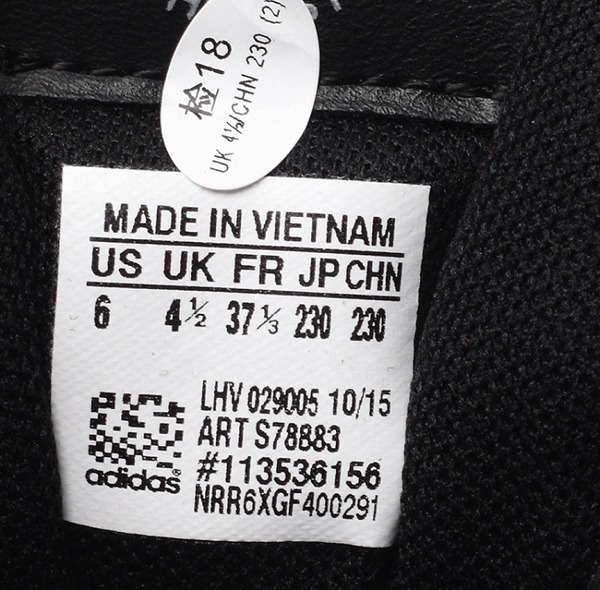 检18
UK 4½/CHN 230 (2)
MADE IN VIETNAM
US UK FR JP CHN
6 4½ 37⅓ 230 230
LHV 029005 10/15
ART S78883
#113536156
NRR6XGF400291
adidas®